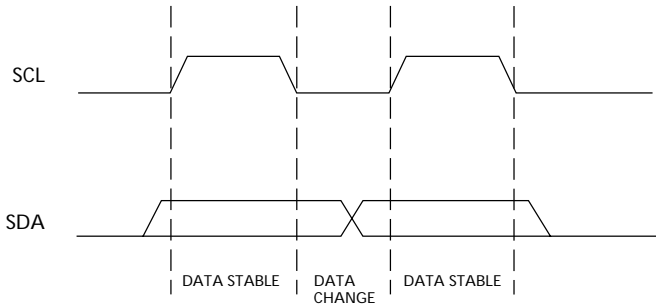 SCL
SDA
DATA STABLE
DATA
CHANGE
DATA STABLE